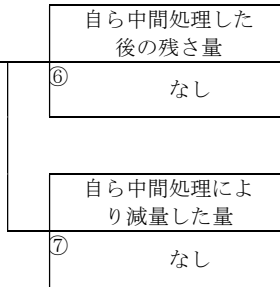 自ら中間処理した
後の残さ量
⑥
なし
自ら中間処理によ
り減量した量
⑦
なし